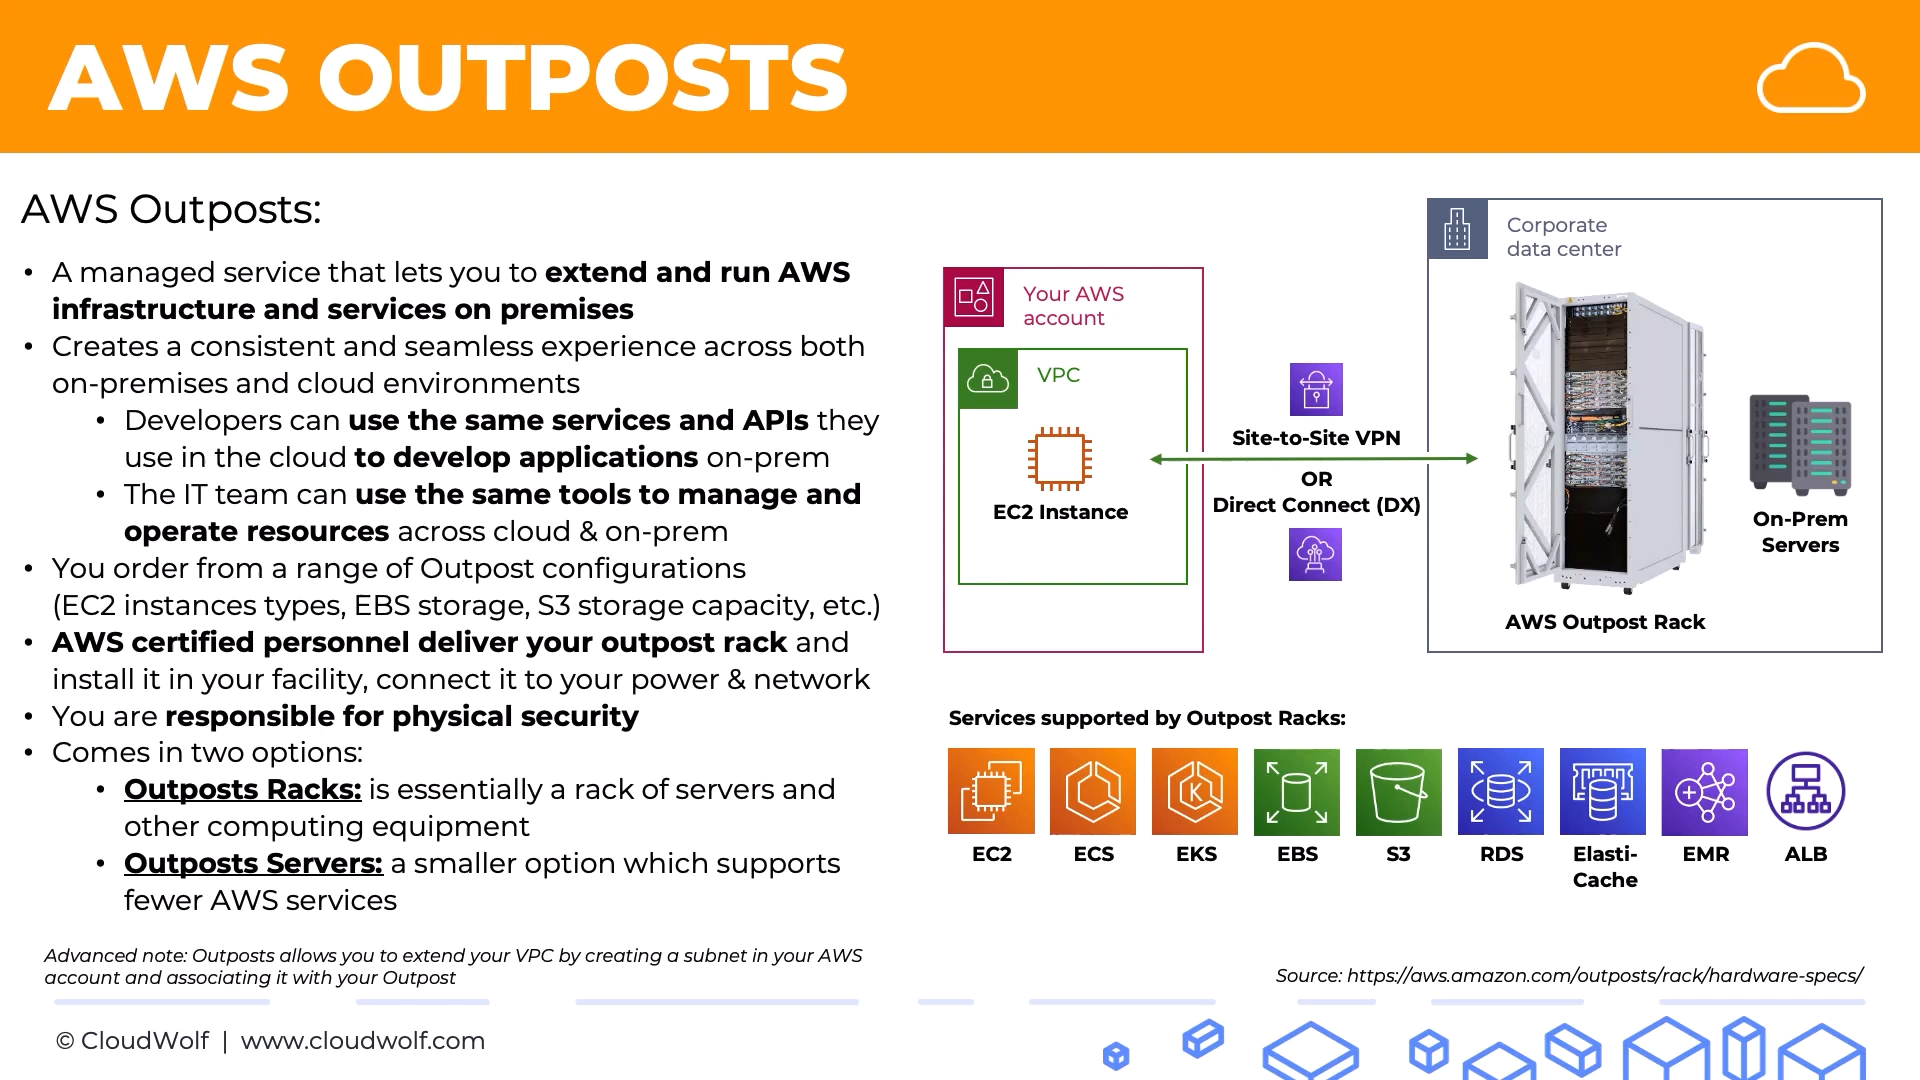 AWS OUTPOSTS
AWS Outposts:
• A managed service that lets you to extend and run AWS
infrastructure and services on premises
• Creates a consistent and seamless experience across both
on-premises and cloud environments
• Developers can use the same services and APIs they
use in the cloud to develop applications on-prem
• The IT team can use the same tools to manage and
operate resources across cloud & on-prem
• You order from a range of Outpost configurations
(EC2 instances types, EBS storage, S3 storage capacity, etc.)
• AWS certified personnel deliver your outpost rack and
install it in your facility, connect it to your power & network
• You are responsible for physical security
• Comes in two options:
• Outposts Racks: is essentially a rack of servers and
other computing equipment
• Outposts Servers: a smaller option which supports
fewer AWS services
Advanced note: Outposts allows you to extend your VPC by creating a subnet in your AWS
account and associating it with your Outpost
Your AWS
account
VPC
EC2 Instance
Site-to-Site VPN
OR
Direct Connect (DX)
Corporate
data center
AWS Outpost Rack
On-Prem
Servers
Services supported by Outpost Racks:
EC2
ECS
K
EKS
EBS
S3
RDS
Elasti-
Cache
EMR
ALB
Source: https://aws.amazon.com/outposts/rack/hardware-specs/
© CloudWolf | www.cloudwolf.com